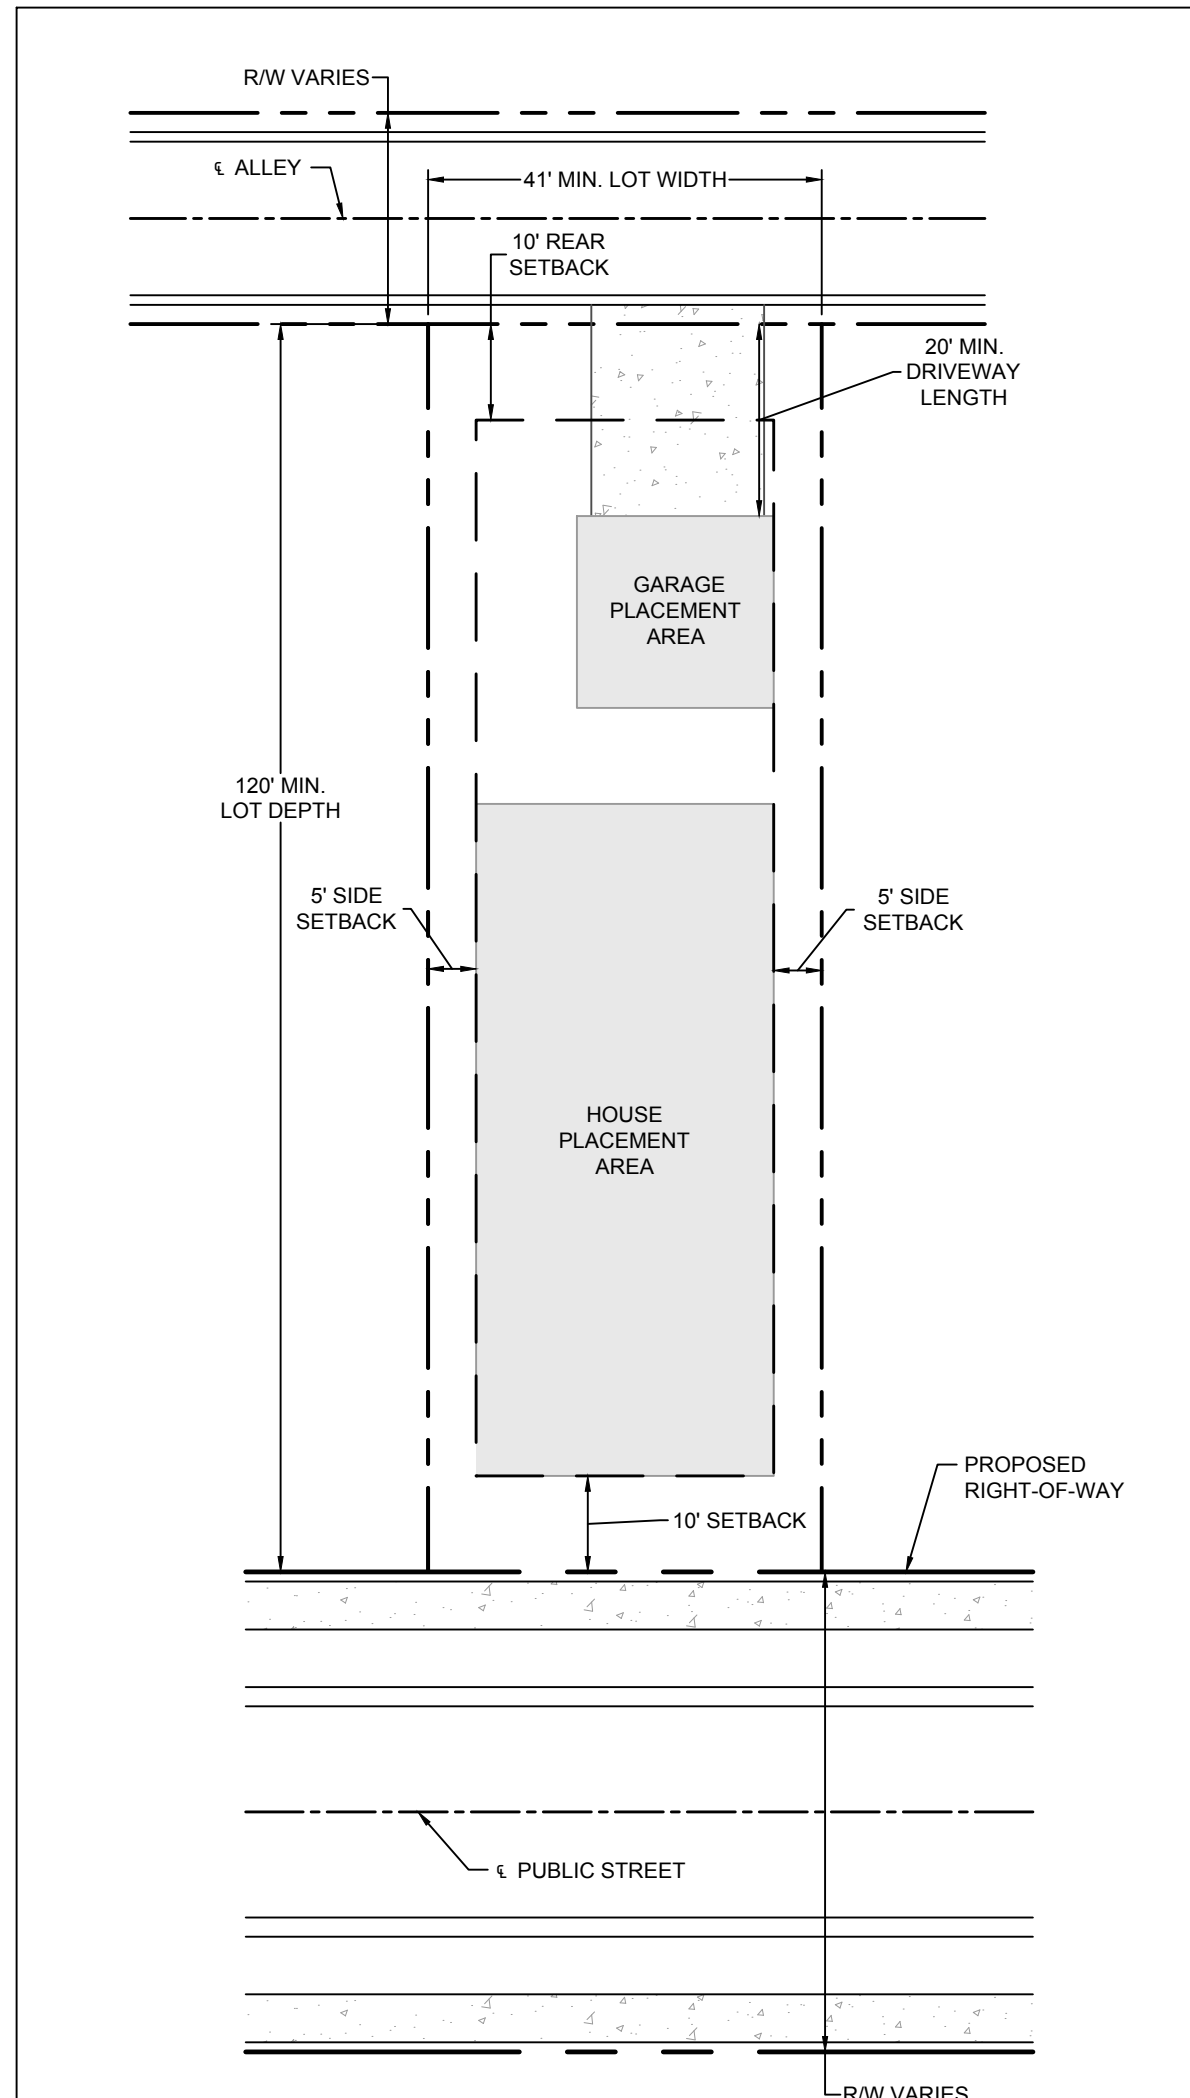 R/W VARIES
℄ ALLEY
41' MIN. LOT WIDTH
10' REAR
SETBACK
20' MIN.
DRIVEWAY
LENGTH
GARAGE
PLACEMENT
AREA
120' MIN.
LOT DEPTH
5' SIDE
SETBACK
5' SIDE
SETBACK
HOUSE
PLACEMENT
AREA
PROPOSED
RIGHT-OF-WAY
10' SETBACK
℄ PUBLIC STREET
R/W VARIES